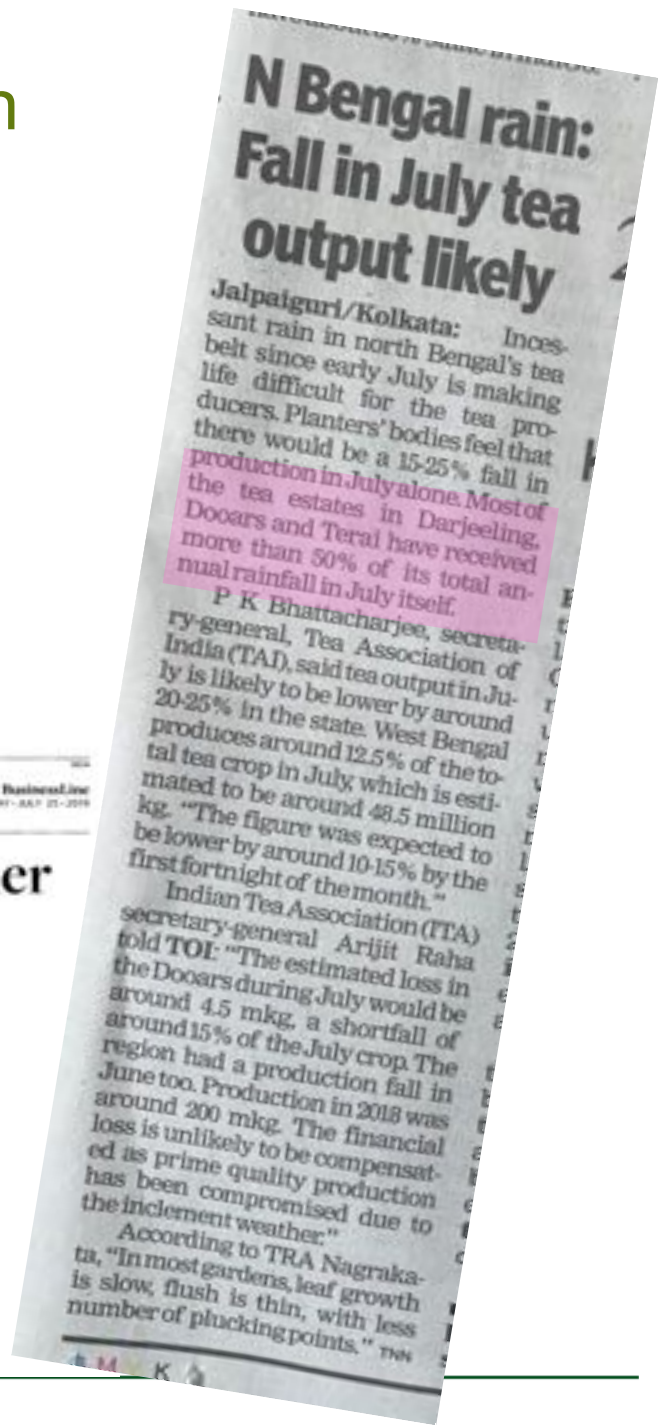 n
N Bengal rain:
Fall in July tea
output likely
Jalpaiguri/Kolkata: Inces-
sant rain in north Bengal's tea
belt since early July is making
life difficult for the tea pro-
ducers. Planters' bodies feel that
there would be a 15-25% fall in
production in July alone. Most of
the tea estates in Darjeeling,
Dooars and Terai have received
more than 50% of its total an-
nual rainfall in July itself.
P K Bhattacharjee, secreta-
ry-general, Tea Association of
India (TAI), said tea output in Ju-
ly is likely to be lower by around
20-25% in the state. West Bengal
produces around 12.5% of the to-
tal tea crop in July, which is esti-
mated to be around 48.5 million
kg. "The figure was expected to
be lower by around 10-15% by the
first fortnight of the month."
Indian Tea Association (ITA)
secretary-general Arijit Raha
told TOI: "The estimated loss in
the Dooars during July would be
around 4.5 mkg, a shortfall of
around 15% of the July crop. The
region had a production fall in
June too. Production in 2018 was
around 200 mkg. The financial
loss is unlikely to be compensat-
ed as prime quality production
has been compromised due to
the inclement weather."
According to TRA Nagraka-
ta, "In most gardens, leaf growth
is slow, flush is thin, with less
number of plucking points." TNN
M K
BusinessLine
er